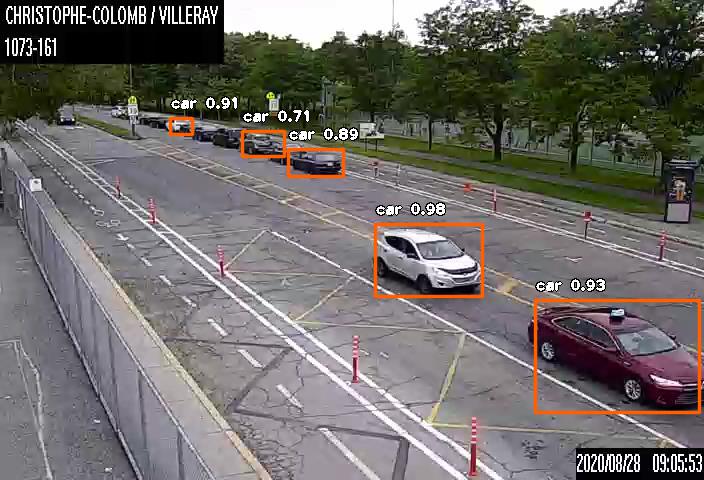 CHRISTOPHE-COLOMB / VILLERAY
1073-161
car 0.91
car 0.71
car 0.89
car 0.98
car 0.93
2020/08/28 09:05:53